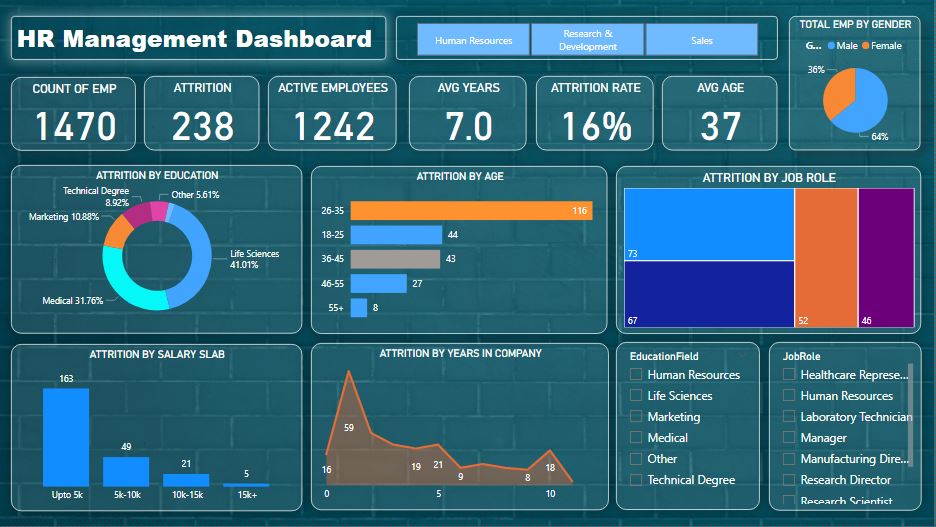 HR Management Dashboard
Human Resources
Research &
Development
Sales
TOTAL EMP BY GENDER
G... Male Female
36%
64%
COUNT OF EMP
1470
ATTRITION
238
ACTIVE EMPLOYEES
1242
AVG YEARS
7.0
ATTRITION RATE
16%
AVG AGE
37
ATTRITION BY EDUCATION
Technical Degree
8.92%
Other 5.61%
Marketing 10.88%
Life Sciences
41.01%
Medical 31.76%
ATTRITION BY AGE
26-35 116
18-25 44
36-45 43
46-55 27
55+ 8
ATTRITION BY JOB ROLE
73
67
52
46
ATTRITION BY SALARY SLAB
163
49
21
5
Upto 5k 5k-10k 10k-15k 15k+
ATTRITION BY YEARS IN COMPANY
59
16
19
21
9
8
18
0 5 10
EducationField
Human Resources
Life Sciences
Marketing
Medical
Other
Technical Degree
JobRole
Healthcare Represe...
Human Resources
Laboratory Technician
Manager
Manufacturing Dire...
Research Director
Research Scientist